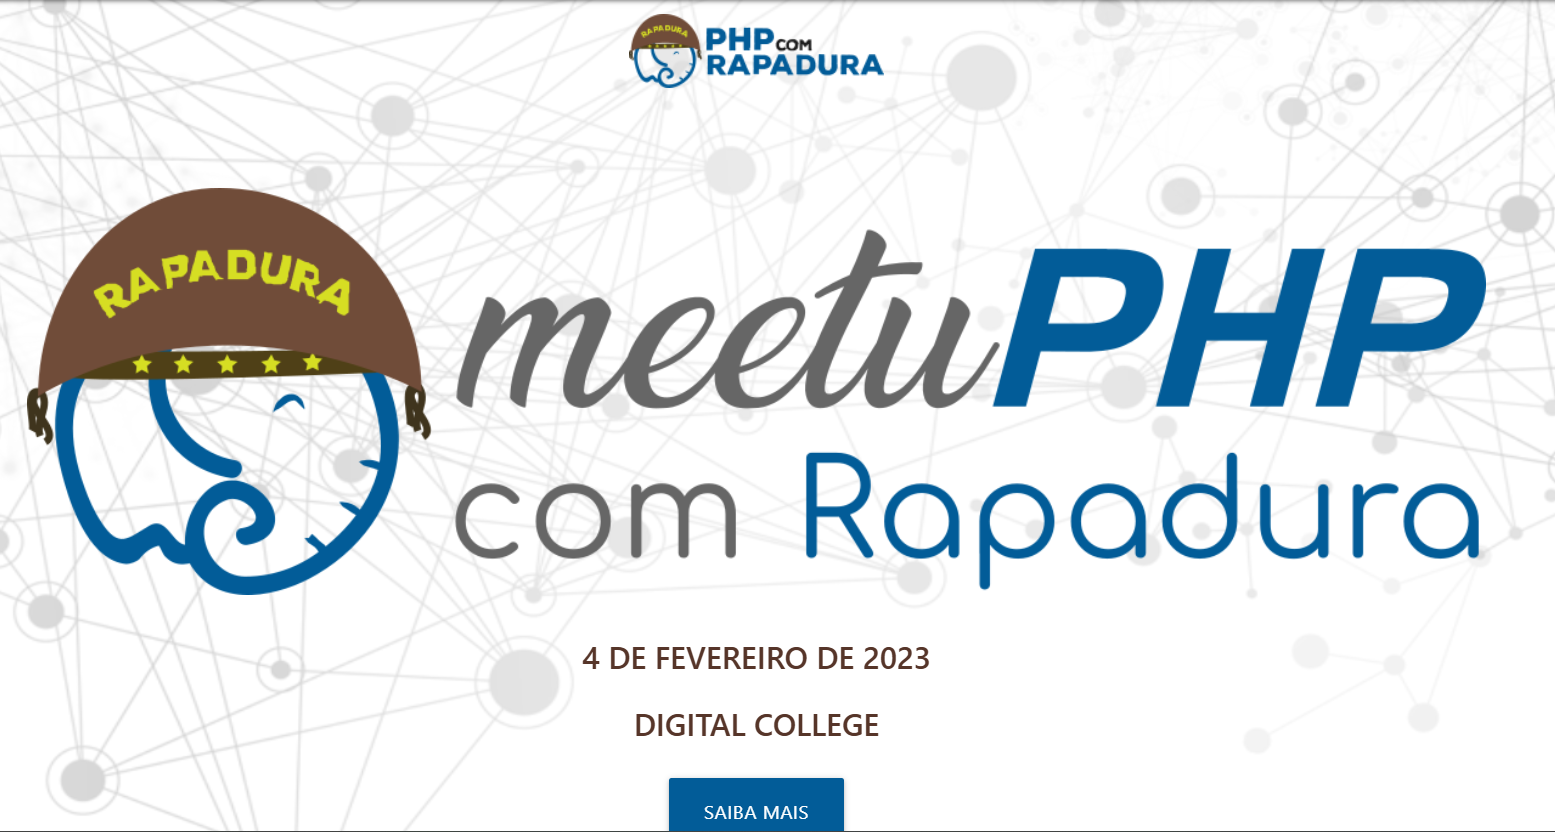 RAPADURA
PHP COM
RAPADURA
RAPADURA
meetuPHP
com Rapadura
4 DE FEVEREIRO DE 2023
DIGITAL COLLEGE
SAIBA MAIS